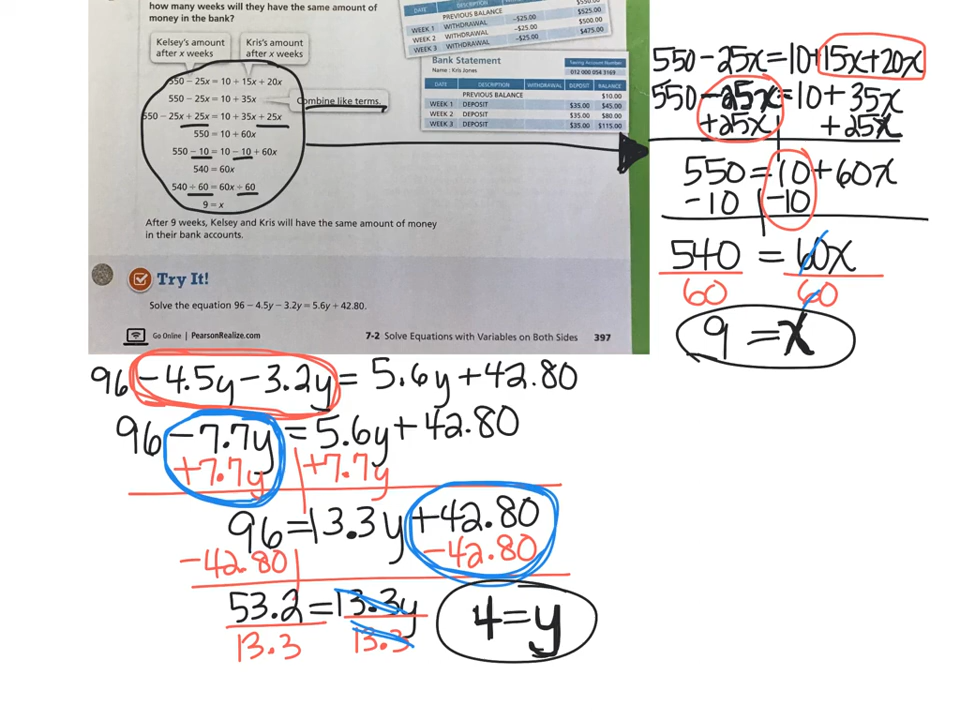 how many weeks will they have the same amount of
money in the bank?
Kelsey's amount
after x weeks
Kris's amount
after x weeks
550 − 25x = 10 + 15x + 20x
550 − 25x = 10 + 35x
Combine like terms.
550 − 25x + 25x = 10 + 35x + 25x
550 = 10 + 60x
550 − 10 = 10 − 10 + 60x
540 = 60x
540 ÷ 60 = 60x ÷ 60
9 = x
After 9 weeks, Kelsey and Kris will have the same amount of money
in their bank accounts.
DATE DESCRIPTION
PREVIOUS BALANCE $550.00
WEEK 1 WITHDRAWAL −$25.00 $525.00
WEEK 2 WITHDRAWAL −$25.00 $500.00
WEEK 3 WITHDRAWAL −$25.00 $475.00
Bank Statement
Name : Kris Jones
Saving Account Number
012 000 054 3169
DATE DESCRIPTION WITHDRAWAL DEPOSIT BALANCE
PREVIOUS BALANCE $10.00
WEEK 1 DEPOSIT $35.00 $45.00
WEEK 2 DEPOSIT $35.00 $80.00
WEEK 3 DEPOSIT $35.00 $115.00
Try It!
Solve the equation 96 − 4.5y − 3.2y = 5.6y + 42.80.
Go Online | PearsonRealize.com
7-2 Solve Equations with Variables on Both Sides 397
550 − 25x = 10 + 15x + 20x
550 − 25x = 10 + 35x
+25x +25x
550 = 10 + 60x
−10 −10
540 = 60x
60 60
9 = x
96 − 4.5y − 3.2y = 5.6y + 42.80
96 − 7.7y = 5.6y + 42.80
+7.7y +7.7y
96 = 13.3y + 42.80
−42.80 −42.80
53.2 = 13.3y
13.3 13.3
4 = y